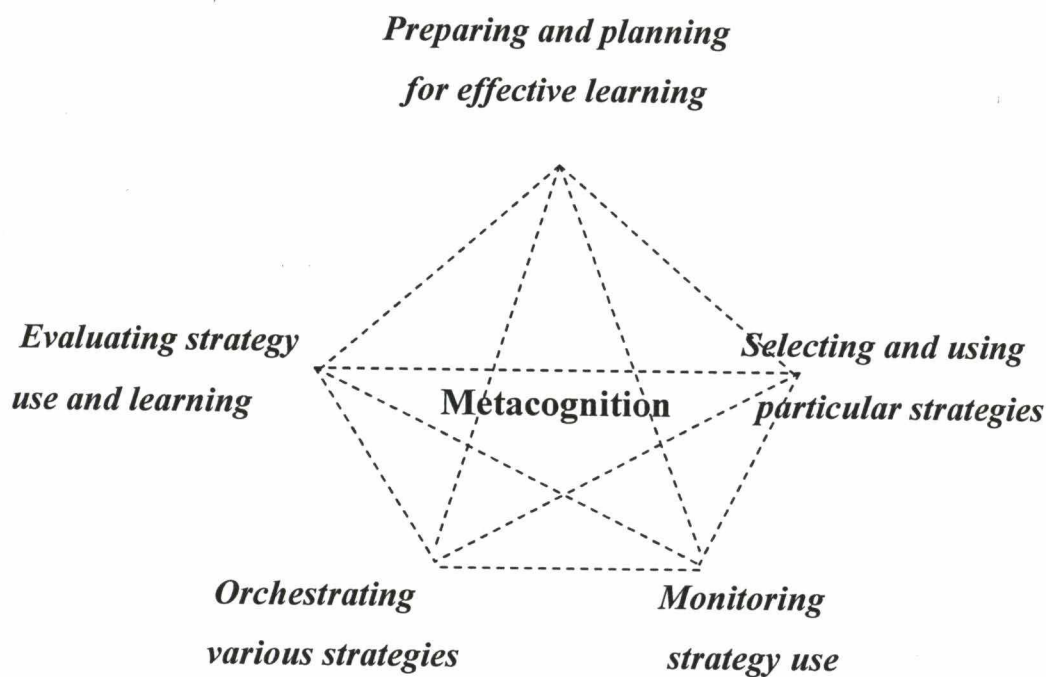 Preparing and planning
for effective learning
Evaluating strategy
use and learning
Metacognition
Selecting and using
particular strategies
Orchestrating
various strategies
Monitoring
strategy use